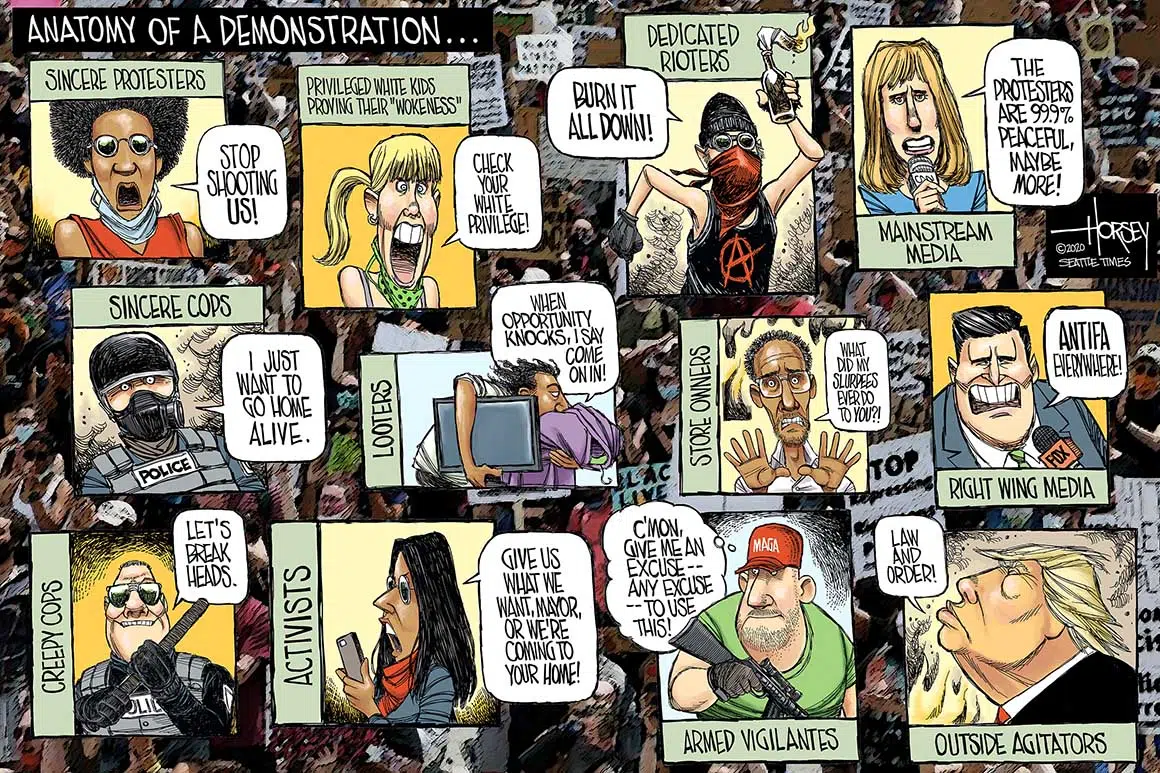 ANATOMY OF A DEMONSTRATION...
SINCERE PROTESTERS
STOP
SHOOTING
US!
PRIVILEGED WHITE KIDS
PROVING THEIR "WOKENESS"
CHECK
YOUR
WHITE
PRIVILEGE!
DEDICATED
RIOTERS
BURN IT
ALL DOWN!
THE
PROTESTERS
ARE 99.9%
PEACEFUL,
MAYBE
MORE!
CNN
MAINSTREAM
MEDIA
HORSEY
©2020
SEATTLE TIMES
SINCERE COPS
I JUST
WANT TO
GO HOME
ALIVE.
POLICE
LOOTERS
WHEN
OPPORTUNITY
KNOCKS, I SAY
COME
ON IN!
STORE OWNERS
WHAT
DID MY
SLURPEES
EVER DO
TO YOU?!
TOP
ANTIFA
EVERYWHERE!
FOX
RIGHT WING MEDIA
CREEPY COPS
LET'S
BREAK
HEADS.
POLIC
ACTIVISTS
GIVE US
WHAT WE
WANT, MAYOR,
OR WE'RE
COMING TO
YOUR HOME!
C'MON,
GIVE ME AN
EXCUSE--
ANY EXCUSE
--TO USE
THIS!
MAGA
ARMED VIGILANTES
LAW
AND
ORDER!
OUTSIDE AGITATORS